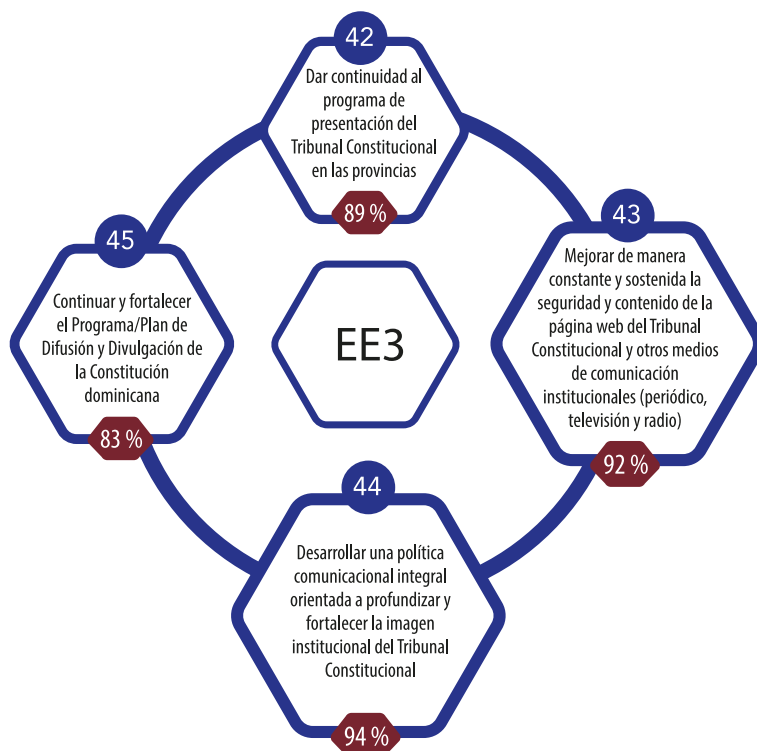 42
Dar continuidad al
programa de
presentación del
Tribunal Constitucional
en las provincias
89 %
43
Mejorar de manera
constante y sostenida la
seguridad y contenido de la
página web del Tribunal
Constitucional y otros medios
de comunicación
institucionales (periódico,
televisión y radio)
92 %
45
Continuar y fortalecer
el Programa/Plan de
Difusión y Divulgación de
la Constitución
dominicana
83 %
EE3
44
Desarrollar una política
comunicacional integral
orientada a profundizar y
fortalecer la imagen
institucional del Tribunal
Constitucional
94 %